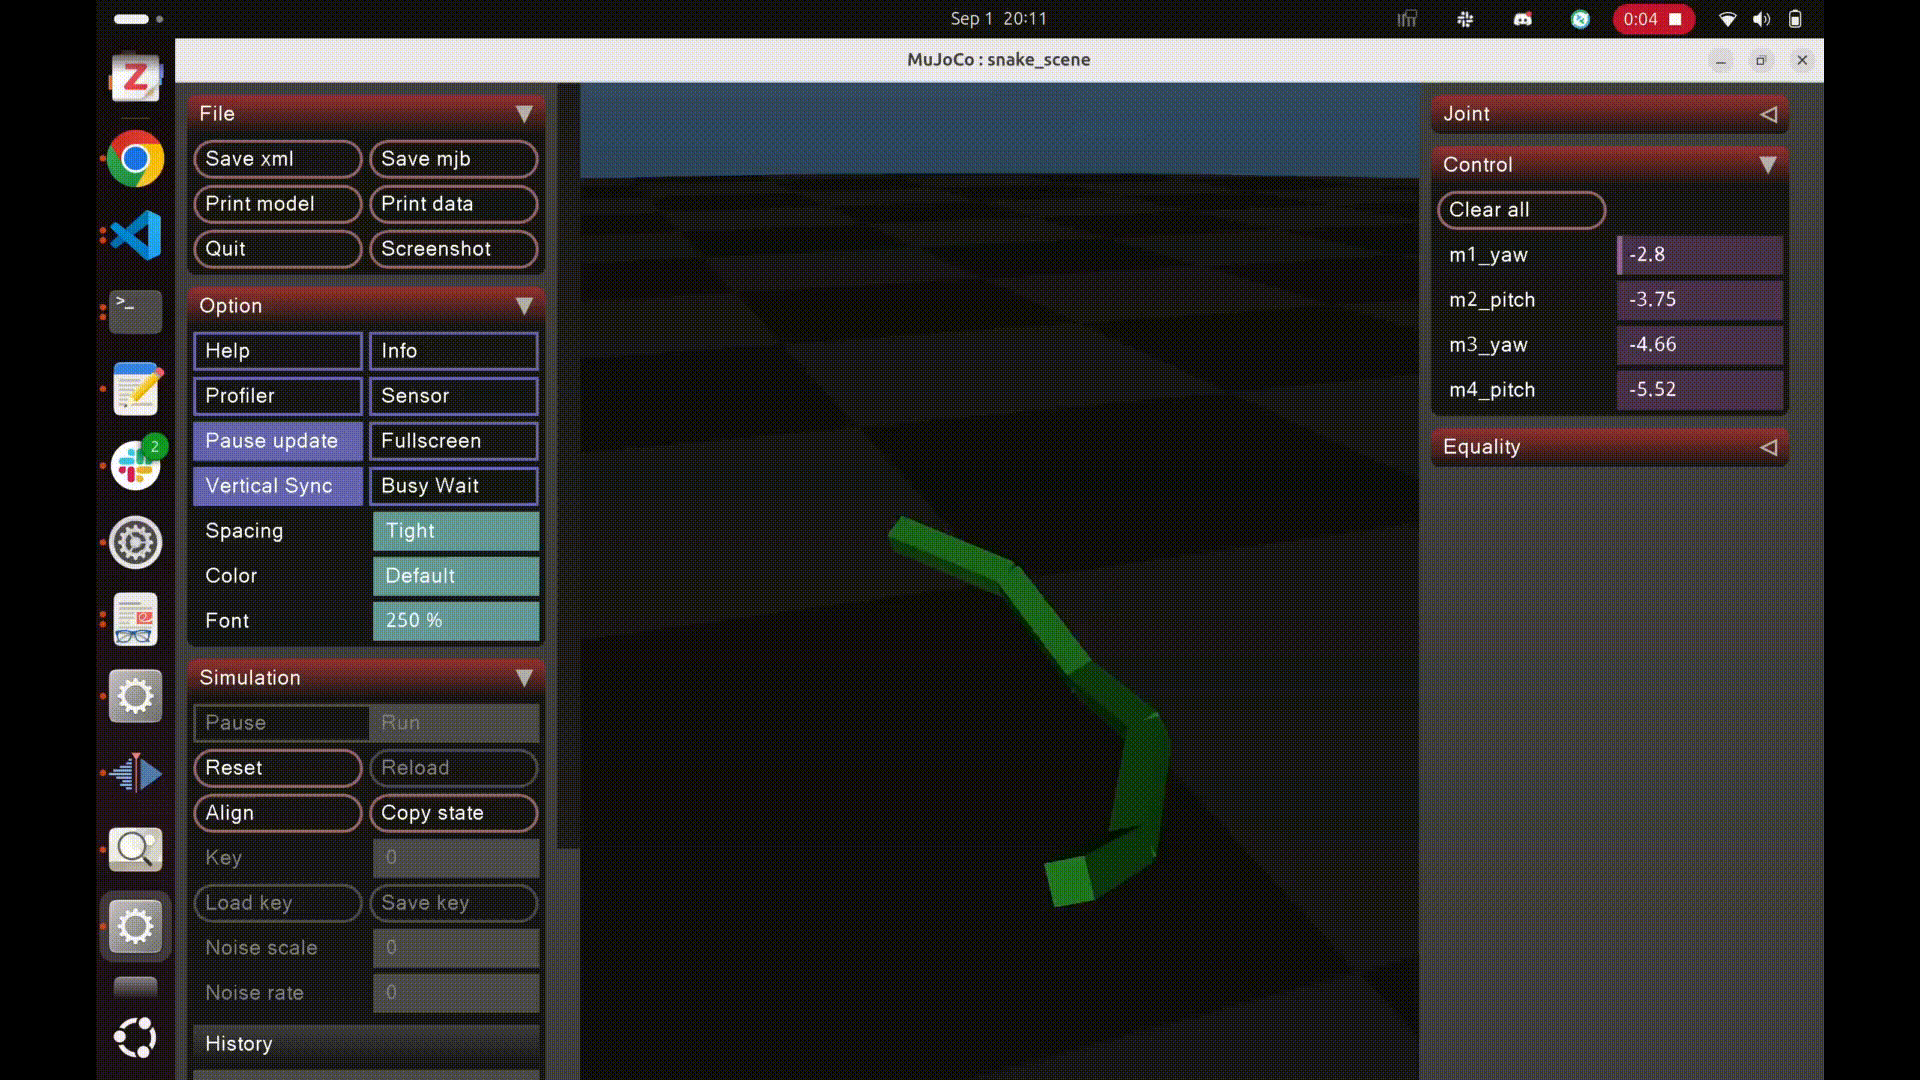 Sep 1 20:11
0:04
MuJoCo : snake_scene
Z
>_
2
File
Save xml
Save mjb
Print model
Print data
Quit
Screenshot
Option
Help
Info
Profiler
Sensor
Pause update
Fullscreen
Vertical Sync
Busy Wait
Spacing
Tight
Color
Default
Font
250 %
Simulation
Pause
Run
Reset
Reload
Align
Copy state
Key
0
Load key
Save key
Noise scale
0
Noise rate
0
History
Joint
Control
Clear all
m1_yaw
-2.8
m2_pitch
-3.75
m3_yaw
-4.66
m4_pitch
-5.52
Equality